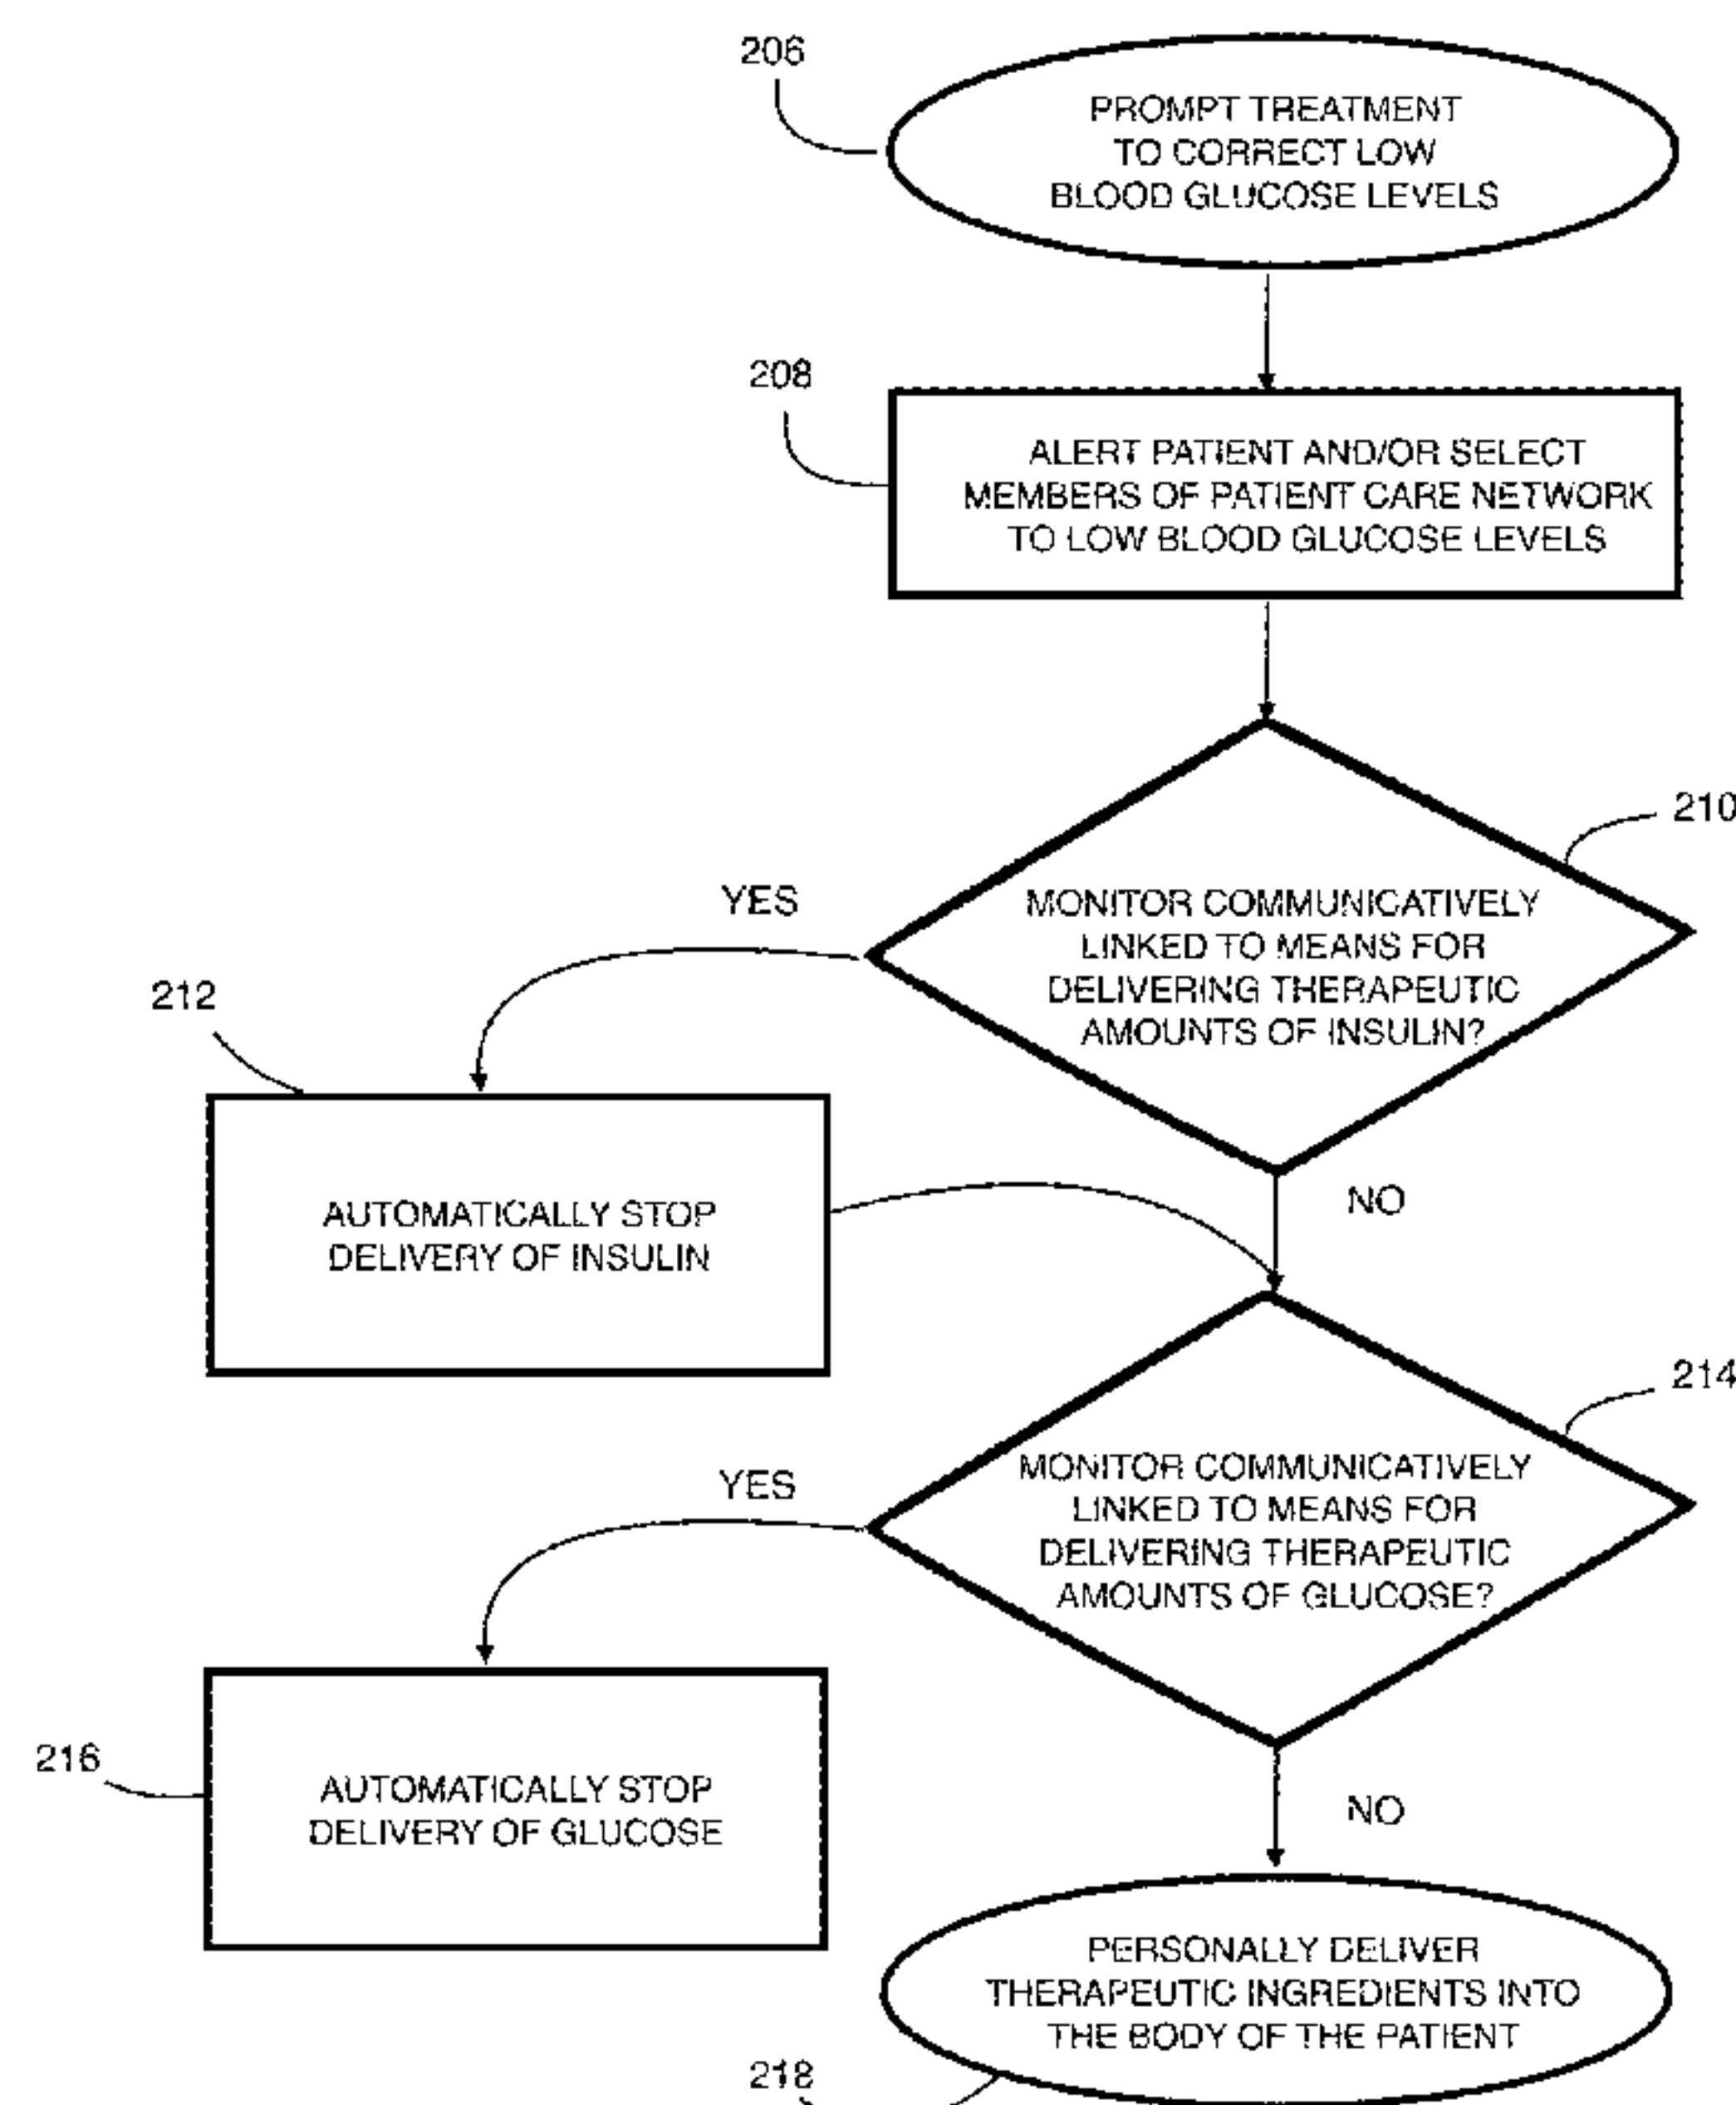 206
PROMPT TREATMENT
TO CORRECT LOW
BLOOD GLUCOSE LEVELS
208
ALERT PATIENT AND/OR SELECT
MEMBERS OF PATIENT CARE NETWORK
TO LOW BLOOD GLUCOSE LEVELS
210
YES
MONITOR COMMUNICATIVELY
LINKED TO MEANS FOR
DELIVERING THERAPEUTIC
AMOUNTS OF INSULIN?
212
NO
AUTOMATICALLY STOP
DELIVERY OF INSULIN
214
YES
MONITOR COMMUNICATIVELY
LINKED TO MEANS FOR
DELIVERING THERAPEUTIC
AMOUNTS OF GLUCOSE?
216
AUTOMATICALLY STOP
DELIVERY OF GLUCOSE
NO
PERSONALLY DELIVER
THERAPEUTIC INGREDIENTS INTO
THE BODY OF THE PATIENT
218